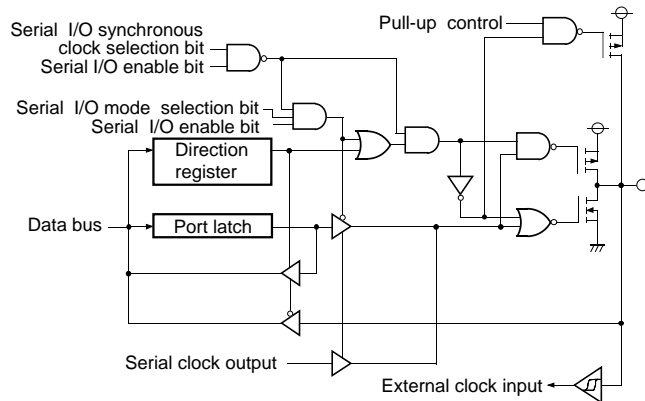 Serial I/O synchronous
clock selection bit
Serial I/O enable bit
Pull-up control
Serial I/O mode selection bit
Serial I/O enable bit
Direction
register
Data bus
Port latch
Serial clock output
External clock input